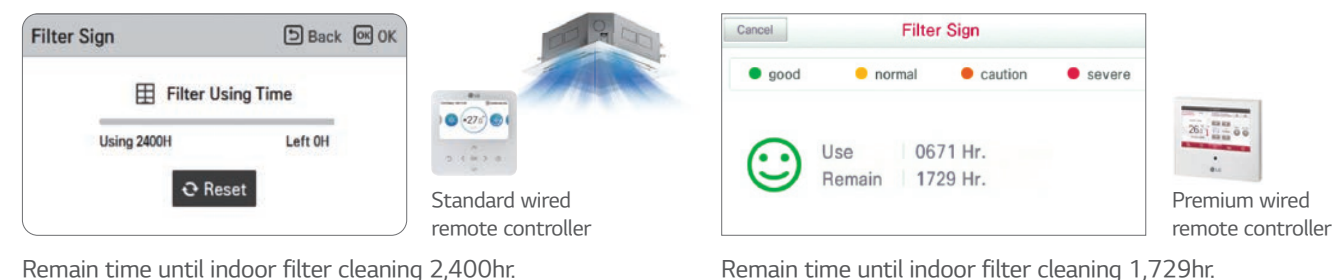 Filter Sign
Back OK OK
Filter Using Time
Using 2400H Left 0H
Reset
Standard wired
remote controller
Remain time until indoor filter cleaning 2,400hr.
Cancel Filter Sign
good normal caution severe
Use 0671 Hr.
Remain 1729 Hr.
Premium wired
remote controller
Remain time until indoor filter cleaning 1,729hr.